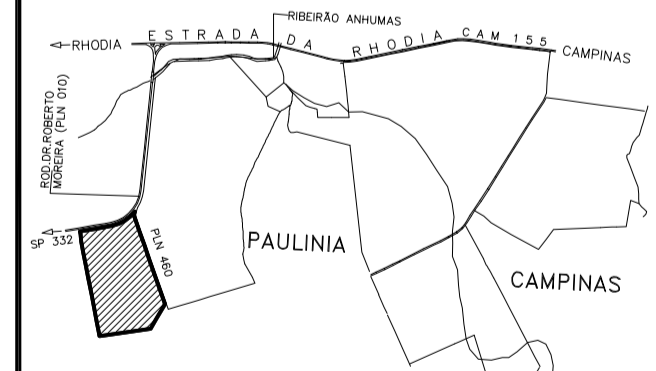 RIBEIRÃO ANHUMAS
RHODIA
ESTRADA DA RHODIA CAM 155
CAMPINAS
ROD.DR.ROBERTO
MOREIRA (PLN 010)
SP 332
PLN 460
PAULINIA
CAMPINAS